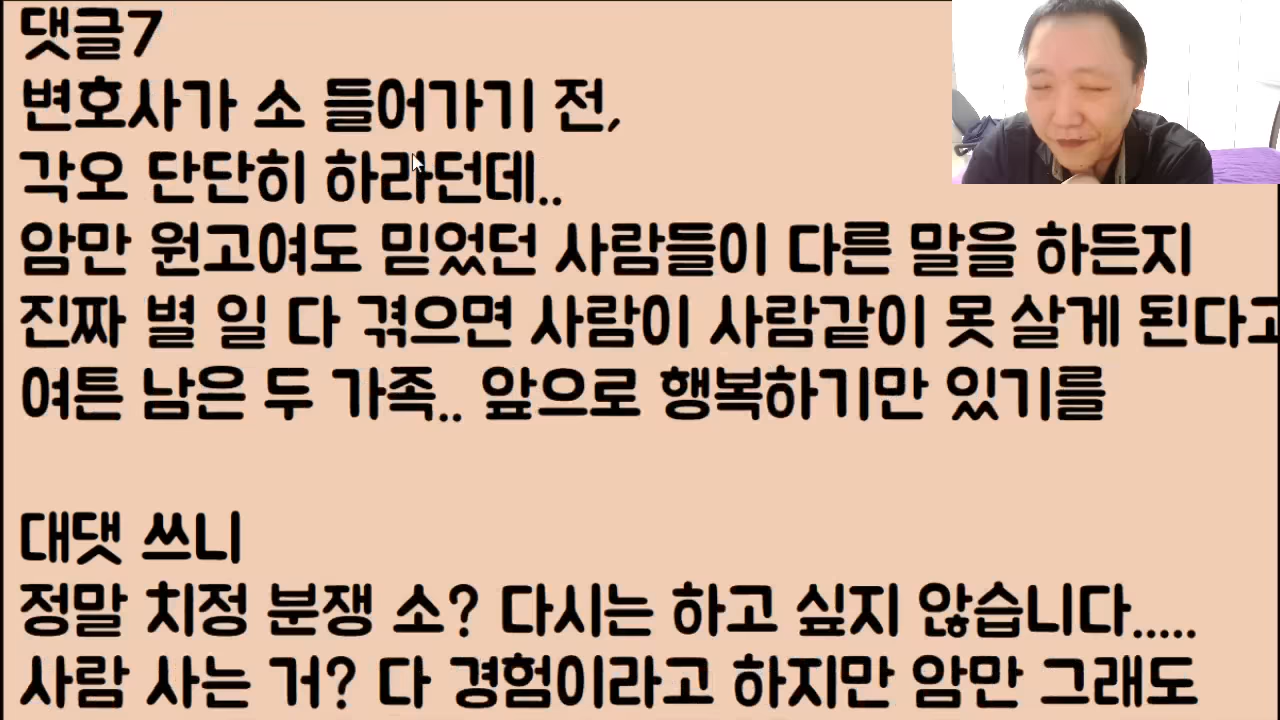 댓글7
변호사가 소 들어가기 전,
각오 단단히 하라던데..
암만 원고여도 믿었던 사람들이 다른 말을 하든지
진짜 별 일 다 겪으면 사람이 사람같이 못 살게 된다고
여튼 남은 두 가족.. 앞으로 행복하기만 있기를
대댓 쓰니
정말 치정 분쟁 소? 다시는 하고 싶지 않습니다.....
사람 사는 거? 다 경험이라고 하지만 암만 그래도